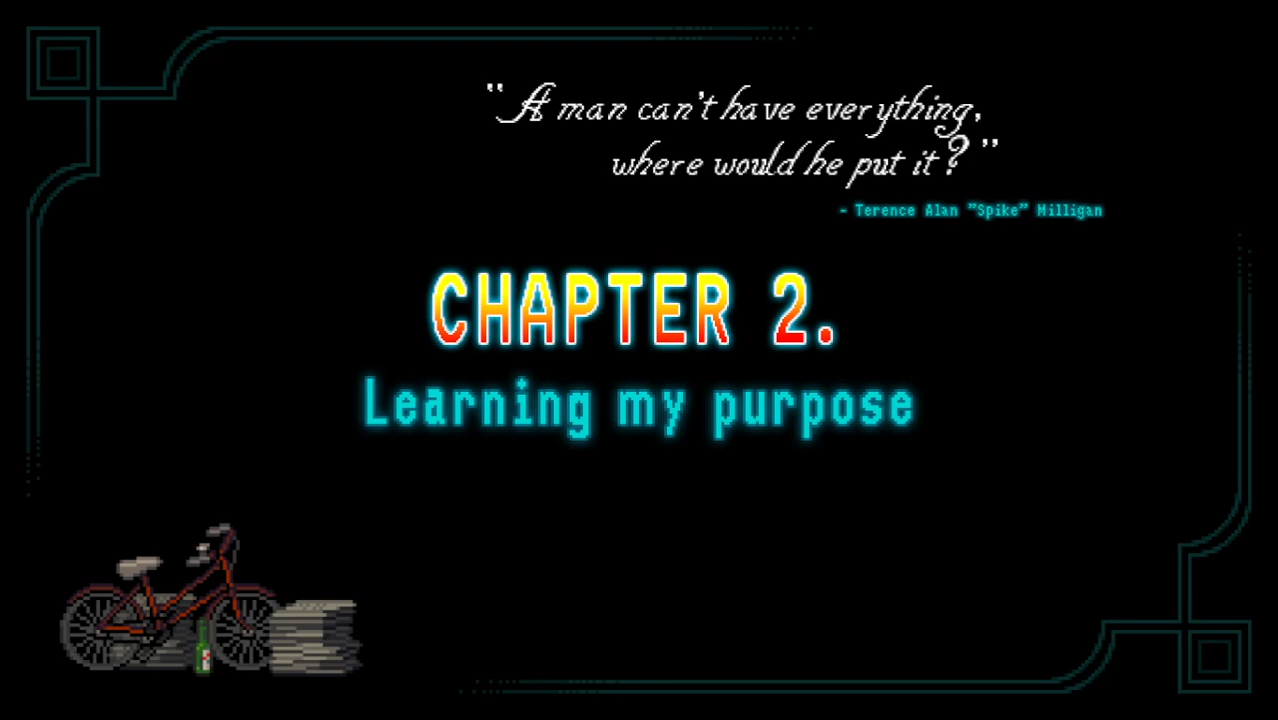 "A man can't have everything,
where would he put it?"
- Terence Alan "Spike" Milligan
CHAPTER 2.
Learning my purpose